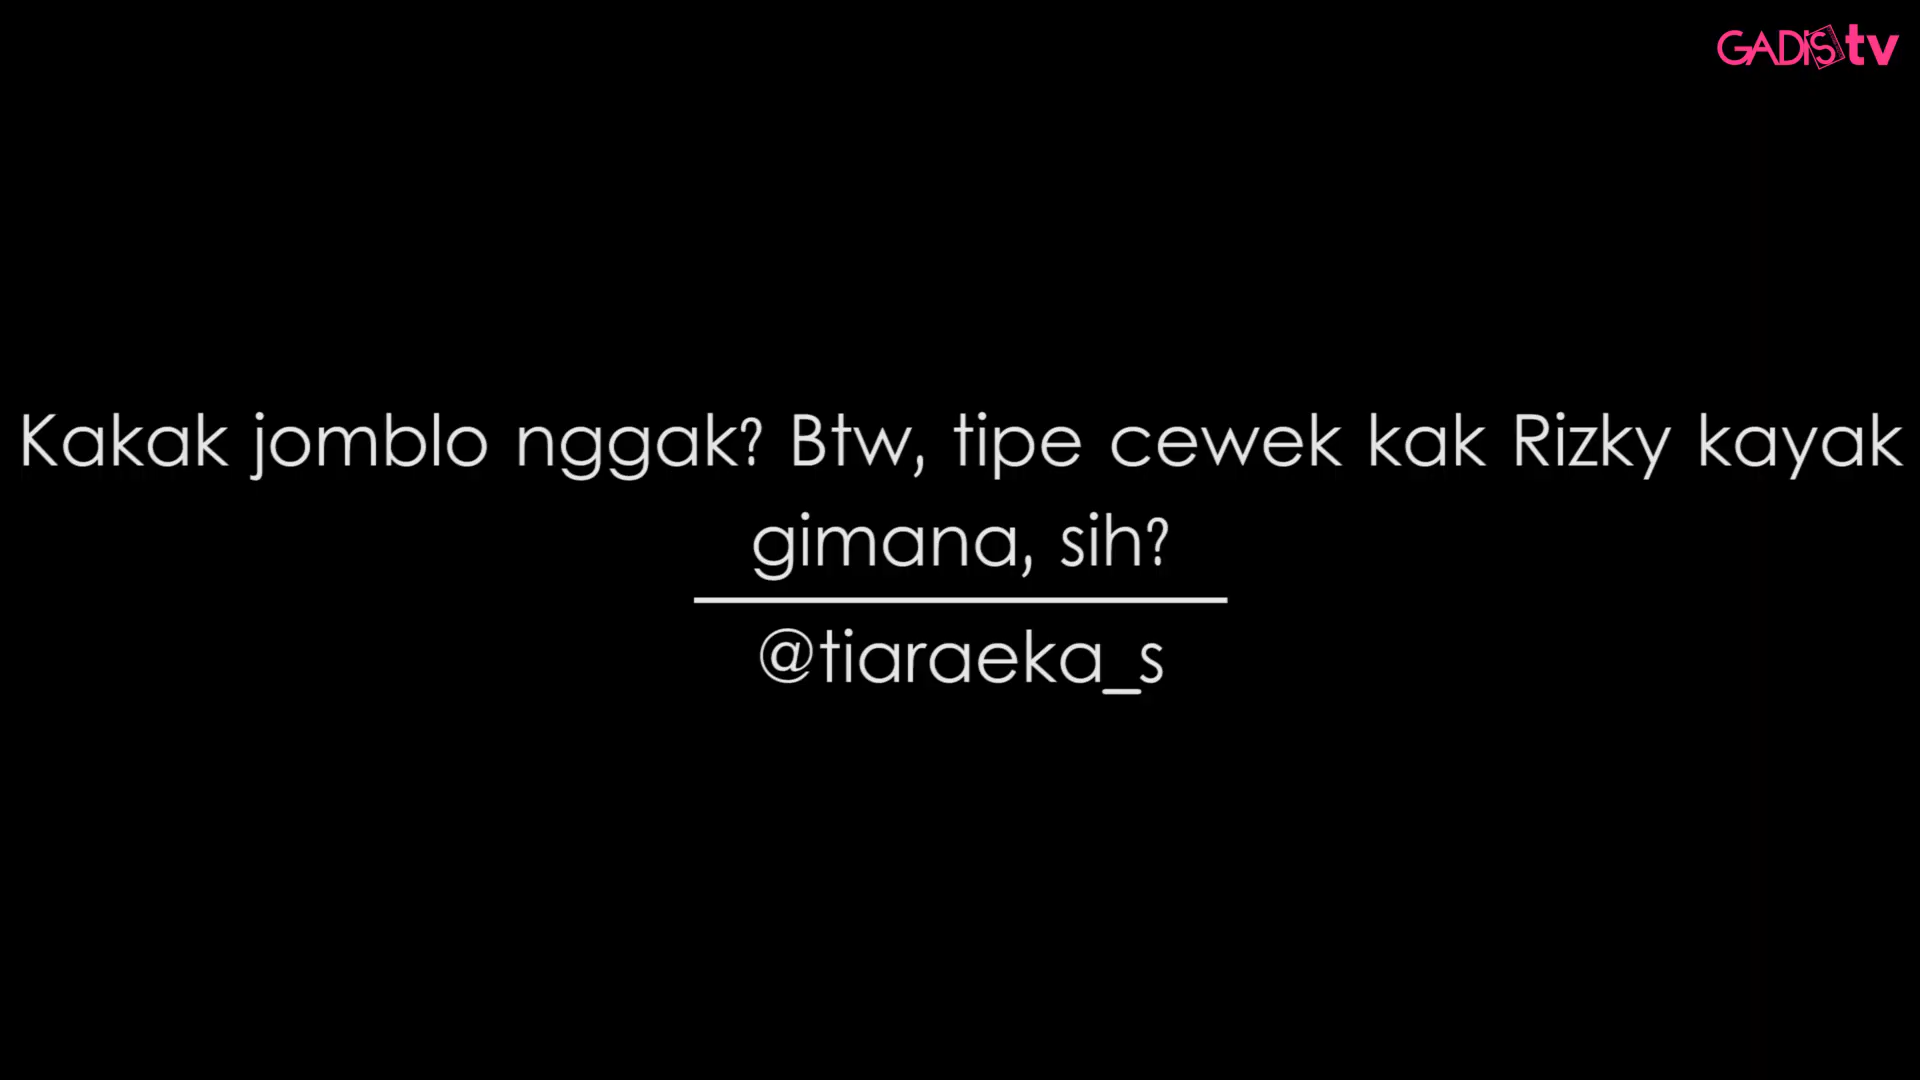 GADIStv
Kakak jomblo nggak? Btw, tipe cewek kak Rizky kayak
gimana, sih?
@tiaraeka_s